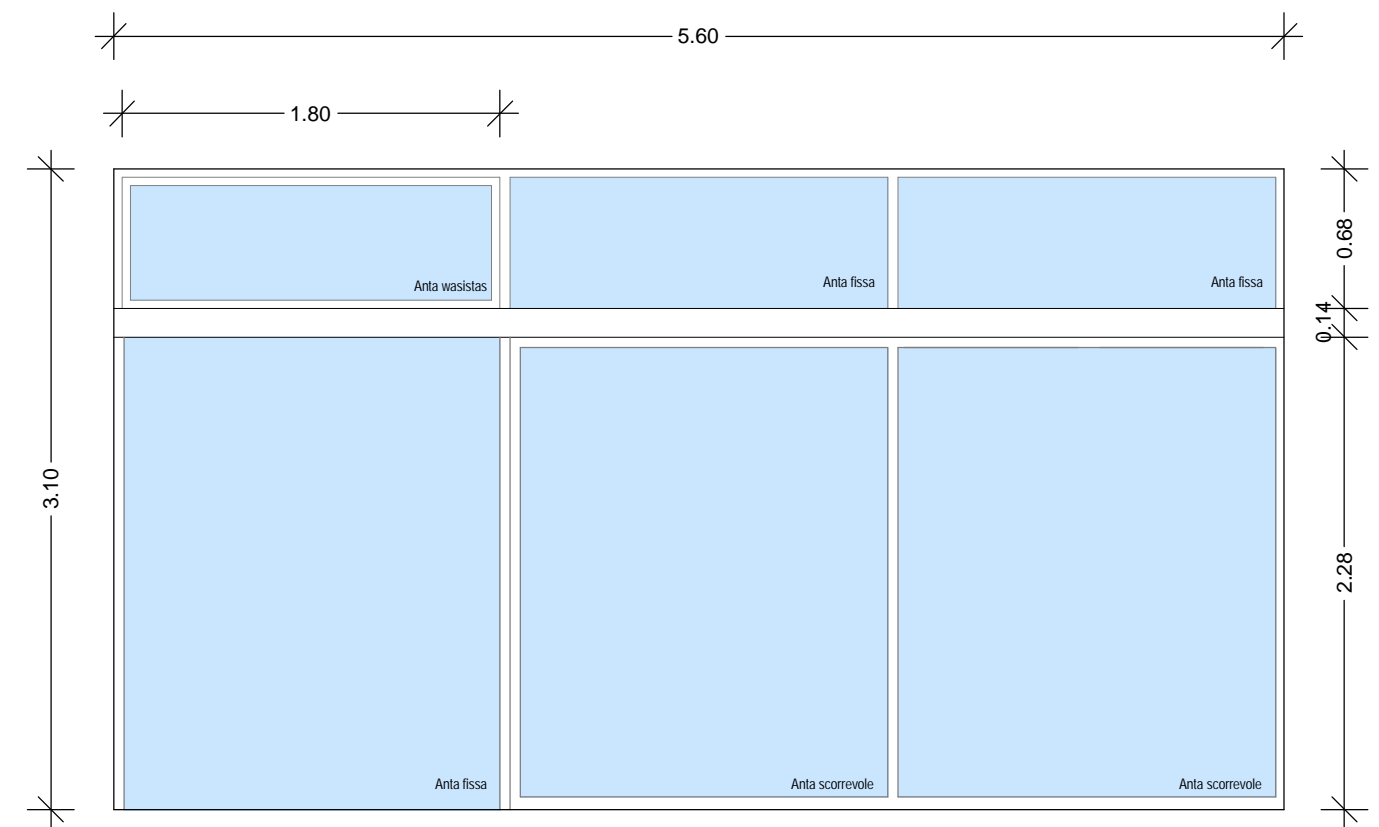 5.60
1.80
0.68
Anta wasistas
Anta fissa
Anta fissa
0.14
3.10
2.28
Anta fissa
Anta scorrevole
Anta scorrevole